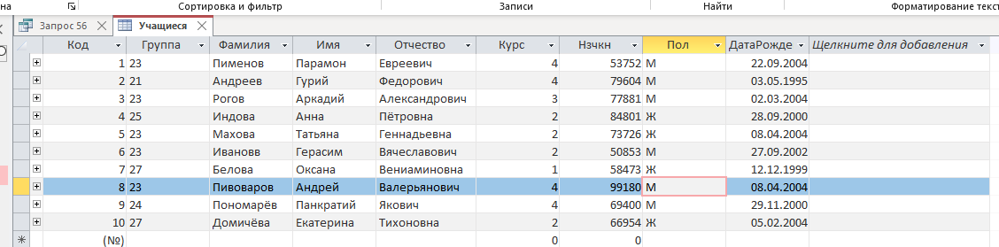 на Сортировка и фильтр Записи Найти Форматирование текст
Запрос 56 Учащиеся
Код Группа Фамилия Имя Отчество Курс Нзчкн Пол ДатаРожде Щелкните для добавления
1 23 Пименов Парамон Евреевич 4 53752 М 22.09.2004
2 21 Андреев Гурий Федорович 4 79604 М 03.05.1995
3 23 Рогов Аркадий Александрович 3 77881 М 02.03.2004
4 25 Индова Анна Пётровна 2 84801 Ж 28.09.2000
5 23 Махова Татьяна Геннадьевна 2 73726 Ж 08.04.2004
6 23 Ивановв Герасим Вячеславович 2 50853 М 27.09.2002
7 27 Белова Оксана Вениаминовна 1 58473 Ж 12.12.1999
8 23 Пивоваров Андрей Валерьянович 4 99180 М 08.04.2004
9 24 Пономарёв Панкратий Якович 4 69400 М 29.11.2000
10 27 Домичёва Екатерина Тихоновна 2 66954 Ж 05.02.2004
(№) 0 0